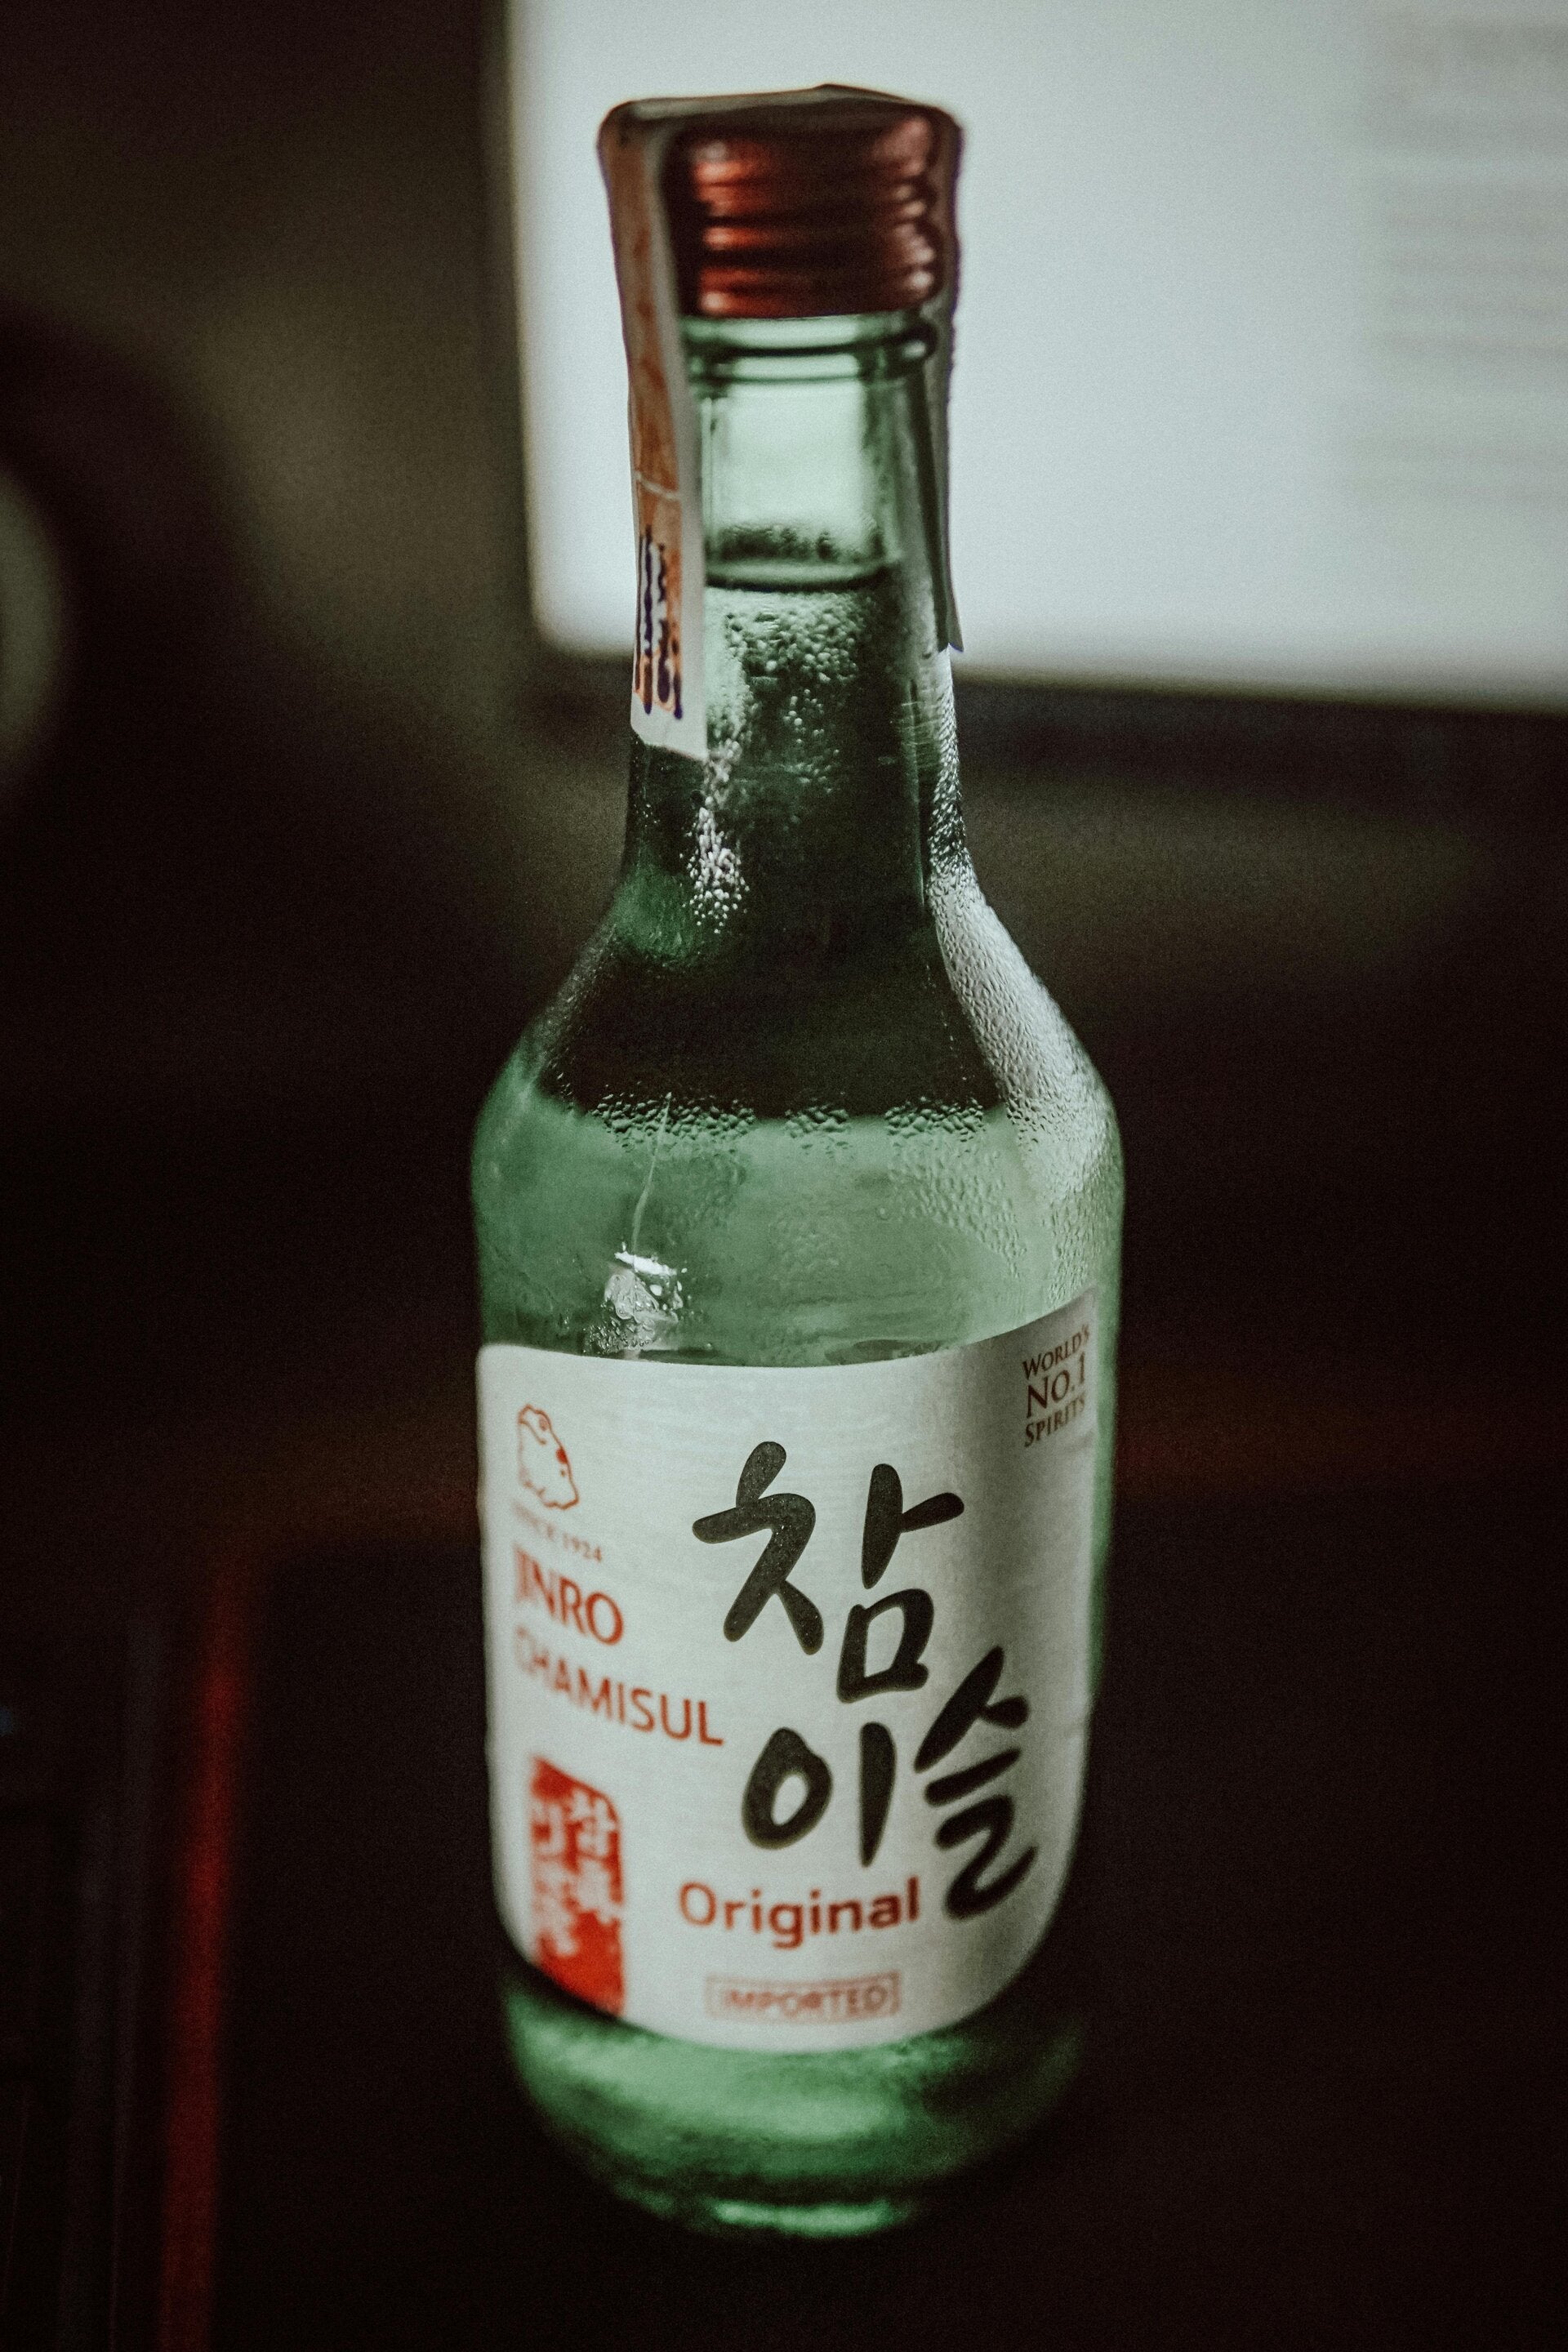 WORLD'S
NO.1
SPIRITS
SINCE 1924
JINRO
CHAMISUL
참
이슬
Original
IMPORTED